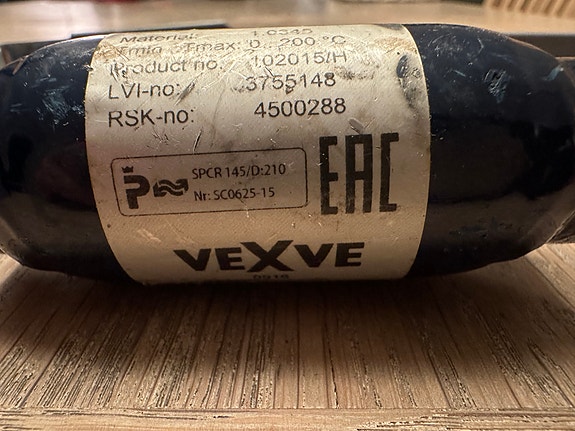 Material: 1.0345
Tmin - Tmax: 0...200 °C
Product no.: 102015/H
LVI-no: 3755148
RSK-no: 4500288
P
SPCR 145/D:210
Nr: SC0625-15
EAC
VEXVE